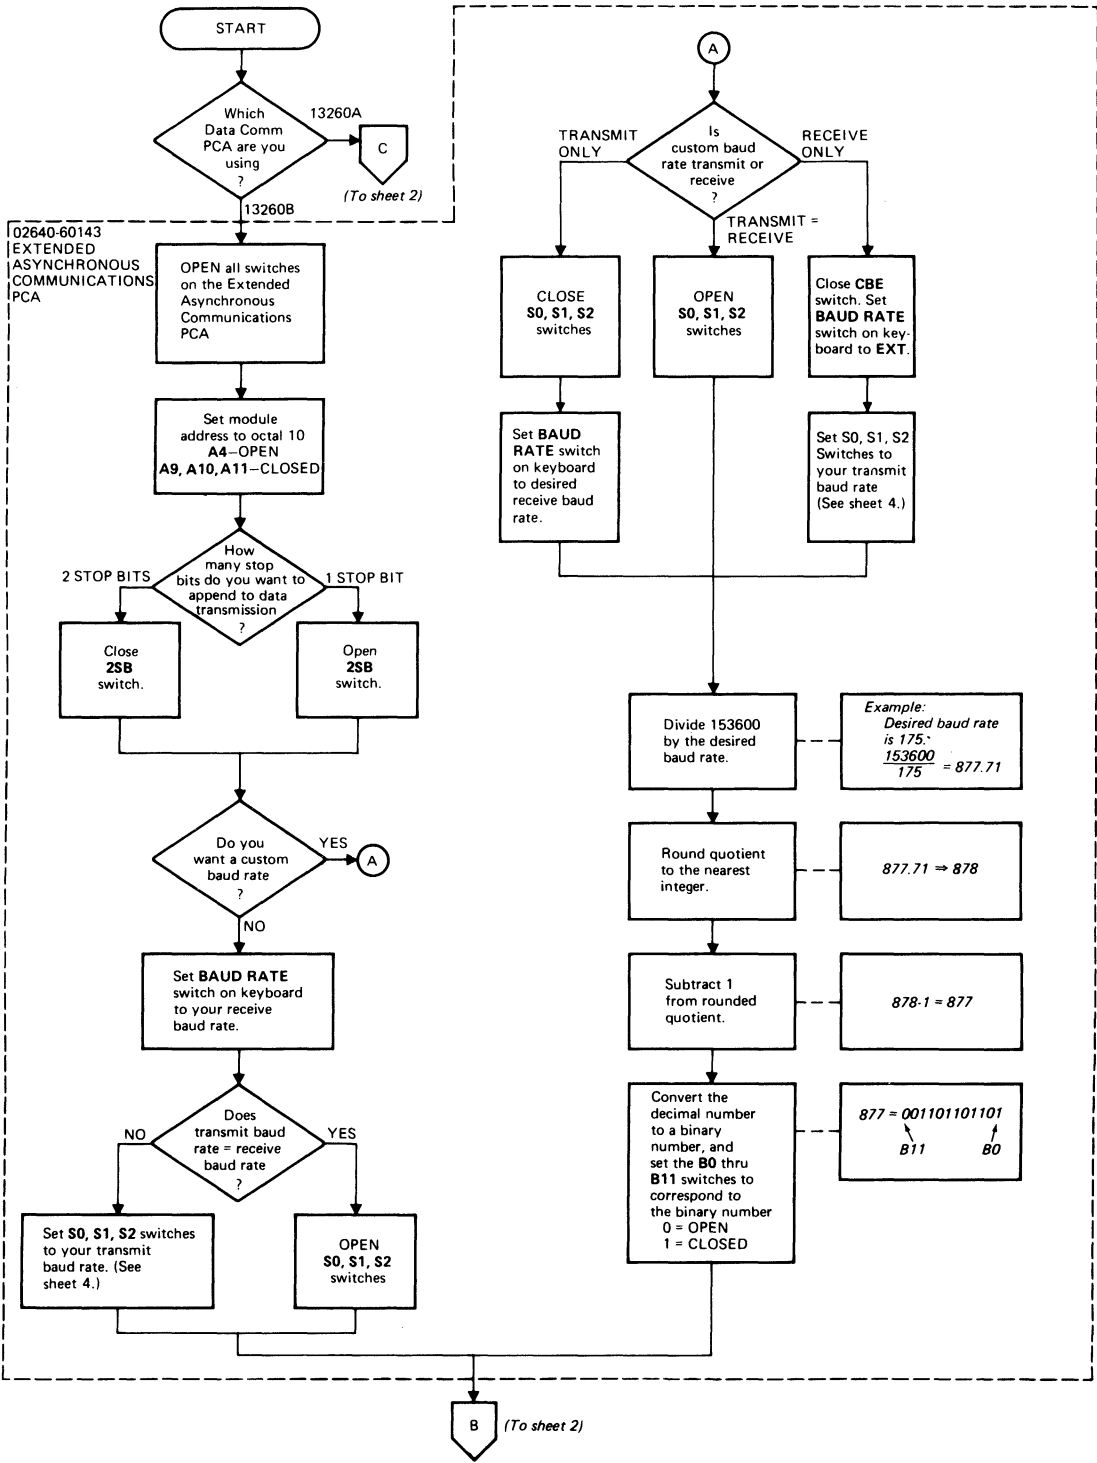 START
Which
Data Comm
PCA are you
using
?
13260A
C
(To sheet 2)
13260B
02640-60143
EXTENDED
ASYNCHRONOUS
COMMUNICATIONS
PCA
OPEN all switches
on the Extended
Asynchronous
Communications
PCA
Set module
address to octal 10
A4–OPEN
A9, A10, A11–CLOSED
How
many stop
bits do you want to
append to data
transmission
?
2 STOP BITS
1 STOP BIT
Close
2SB
switch.
Open
2SB
switch.
Do you
want a custom
baud rate
?
YES
A
NO
Set BAUD RATE
switch on keyboard
to your receive
baud rate.
Does
transmit baud
rate = receive
baud rate
?
NO
YES
Set S0, S1, S2 switches
to your transmit
baud rate. (See
sheet 4.)
OPEN
S0, S1, S2
switches
A
Is
custom baud
rate transmit or
receive
?
TRANSMIT
ONLY
RECEIVE
ONLY
TRANSMIT =
RECEIVE
CLOSE
S0, S1, S2
switches
OPEN
S0, S1, S2
switches
Close CBE
switch. Set
BAUD RATE
switch on key-
board to EXT.
Set BAUD
RATE switch
on keyboard
to desired
receive baud
rate.
Set S0, S1, S2
Switches to
your transmit
baud rate
(See sheet 4.)
Divide 153600
by the desired
baud rate.
Example:
Desired baud rate
is 175.
153600
175
= 877.71
Round quotient
to the nearest
integer.
877.71 ⇒ 878
Subtract 1
from rounded
quotient.
878-1 = 877
Convert the
decimal number
to a binary
number, and
set the B0 thru
B11 switches to
correspond to
the binary number
0 = OPEN
1 = CLOSED
877 = 001101101101
B11
B0
B
(To sheet 2)